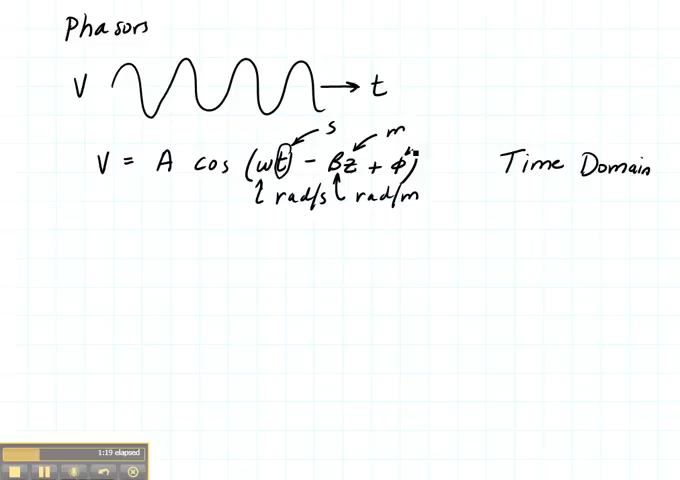 Phasors
V t
s m
V = A cos (ωt - βz + φ) Time Domain
rad/s rad/m
1:19 elapsed